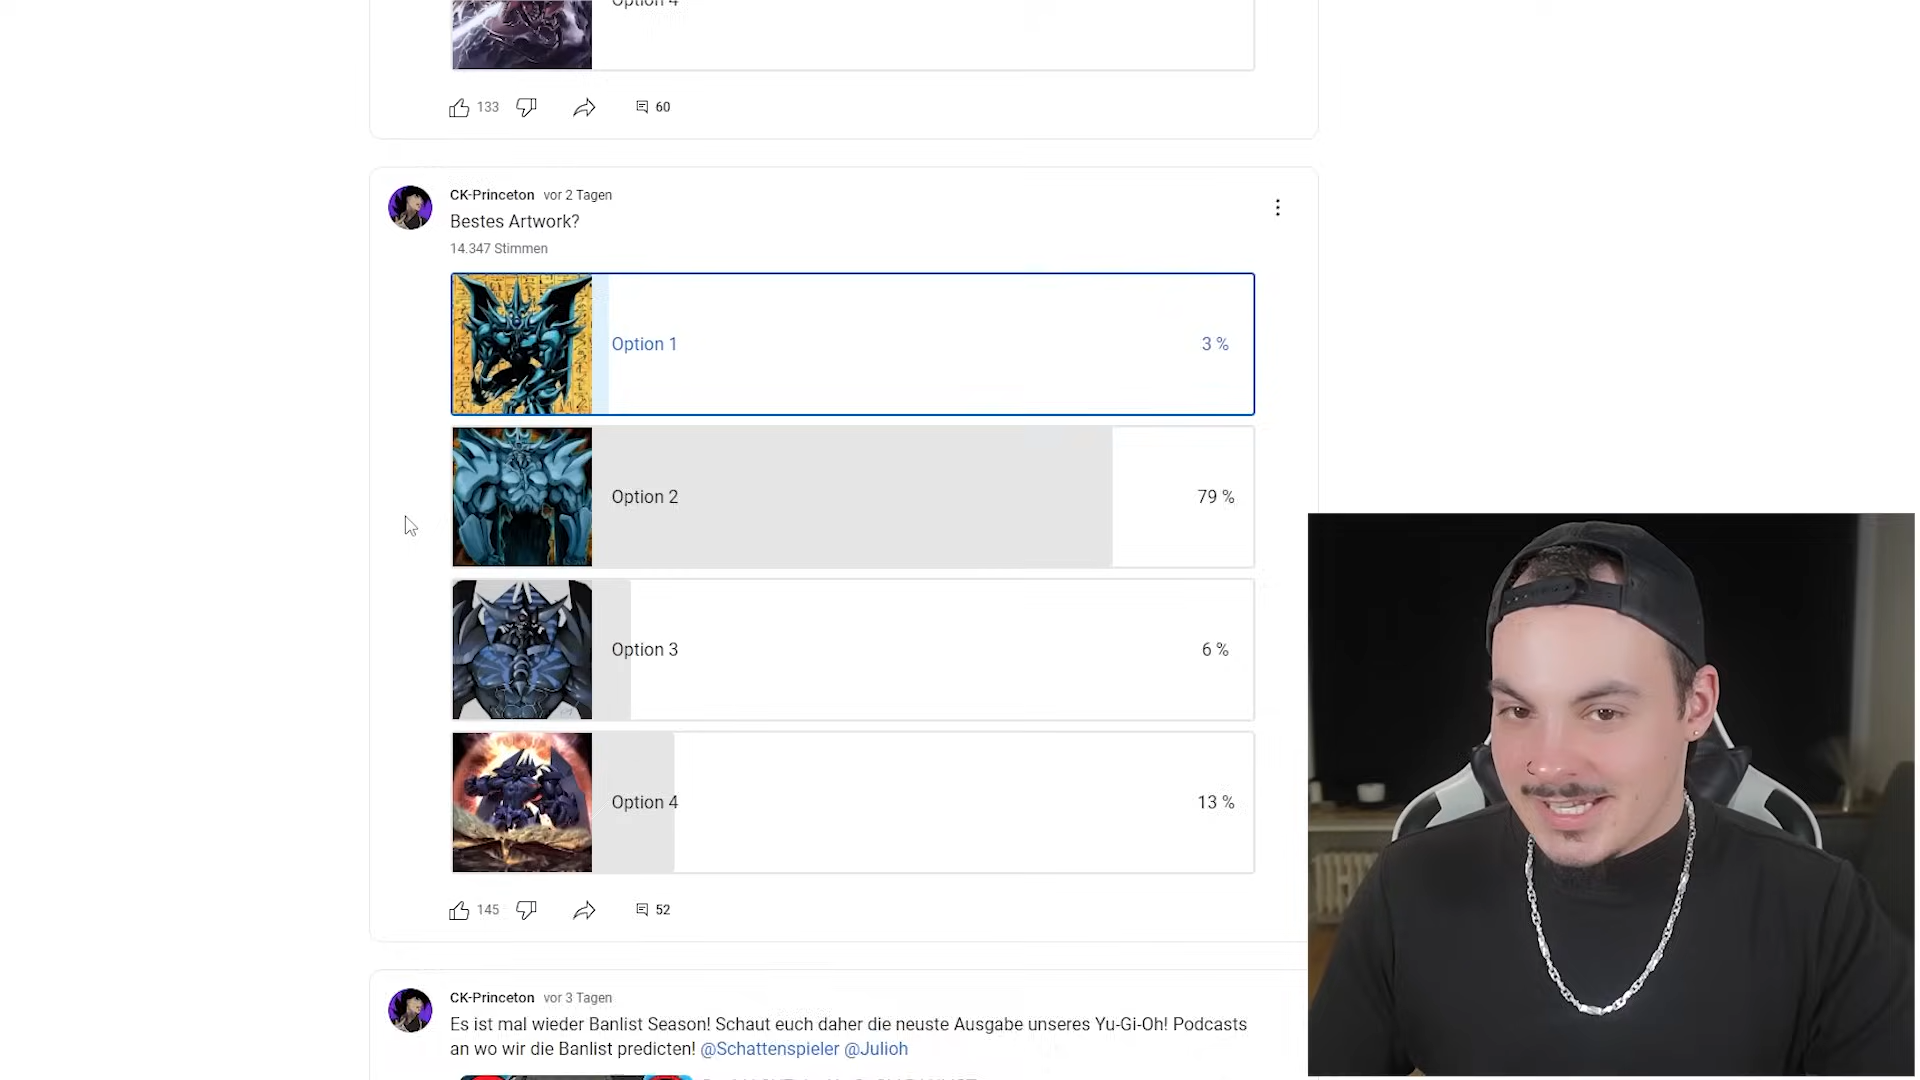 Option 4
133
60
CK-Princeton vor 2 Tagen
Bestes Artwork?
14.347 Stimmen
Option 1 3 %
Option 2 79 %
Option 3 6 %
Option 4 13 %
145
52
CK-Princeton vor 3 Tagen
Es ist mal wieder Banlist Season! Schaut euch daher die neuste Ausgabe unseres Yu-Gi-Oh! Podcasts
an wo wir die Banlist predicten! @Schattenspieler @Julioh